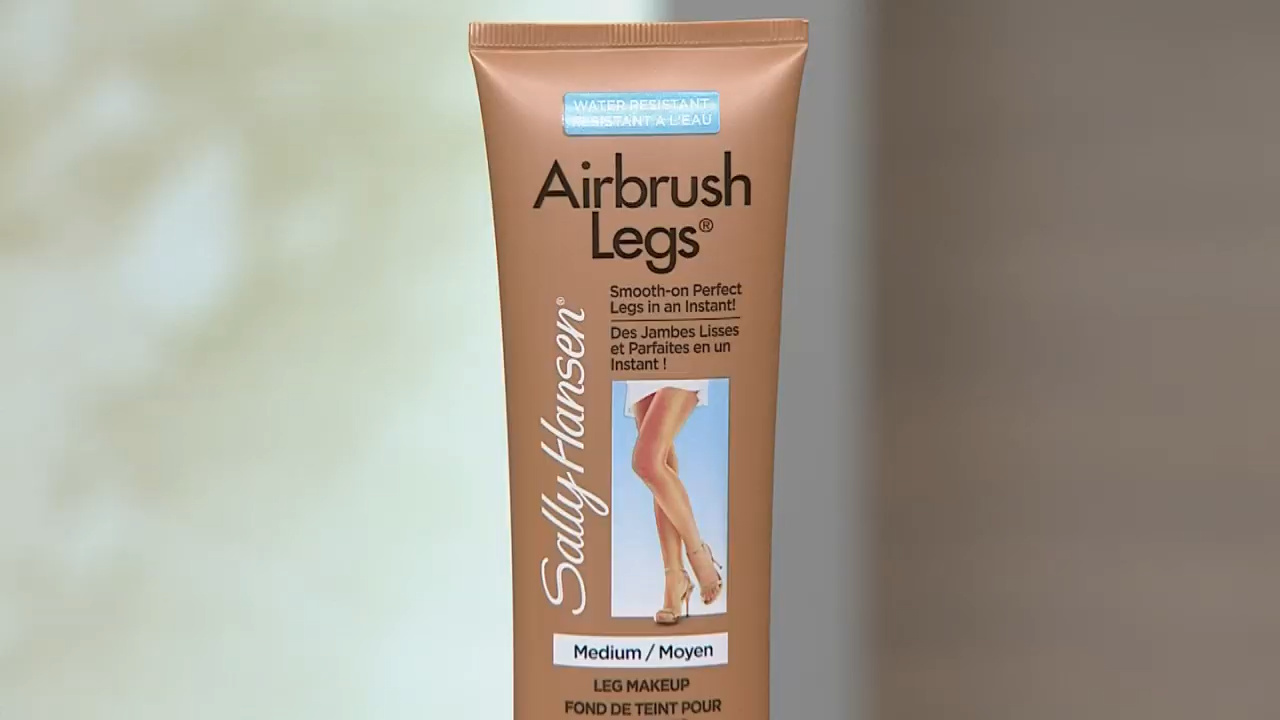 WATER RESISTANT
RÉSISTANT À L'EAU
Airbrush
Legs®
Smooth-on Perfect
Legs in an Instant!
Des Jambes Lisses
et Parfaites en un
Instant !
Sally Hansen®
Medium / Moyen
LEG MAKEUP
FOND DE TEINT POUR